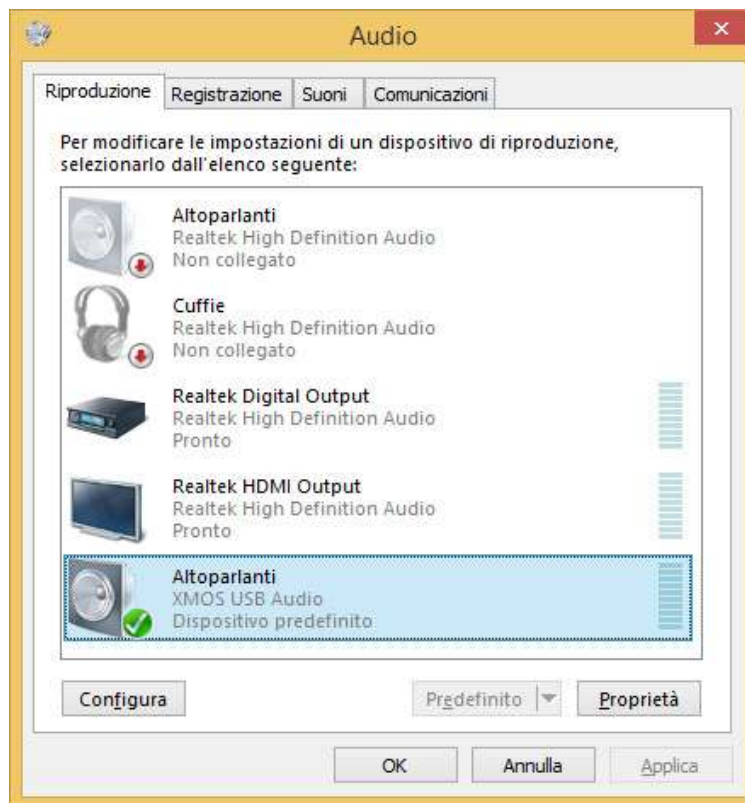 Audio
Riproduzione Registrazione Suoni Comunicazioni
Per modificare le impostazioni di un dispositivo di riproduzione,
selezionarlo dall'elenco seguente:
Altoparlanti
Realtek High Definition Audio
Non collegato
Cuffie
Realtek High Definition Audio
Non collegato
Realtek Digital Output
Realtek High Definition Audio
Pronto
Realtek HDMI Output
Realtek High Definition Audio
Pronto
Altoparlanti
XMOS USB Audio
Dispositivo predefinito
Configura Predefinito Proprietà
OK Annulla Applica